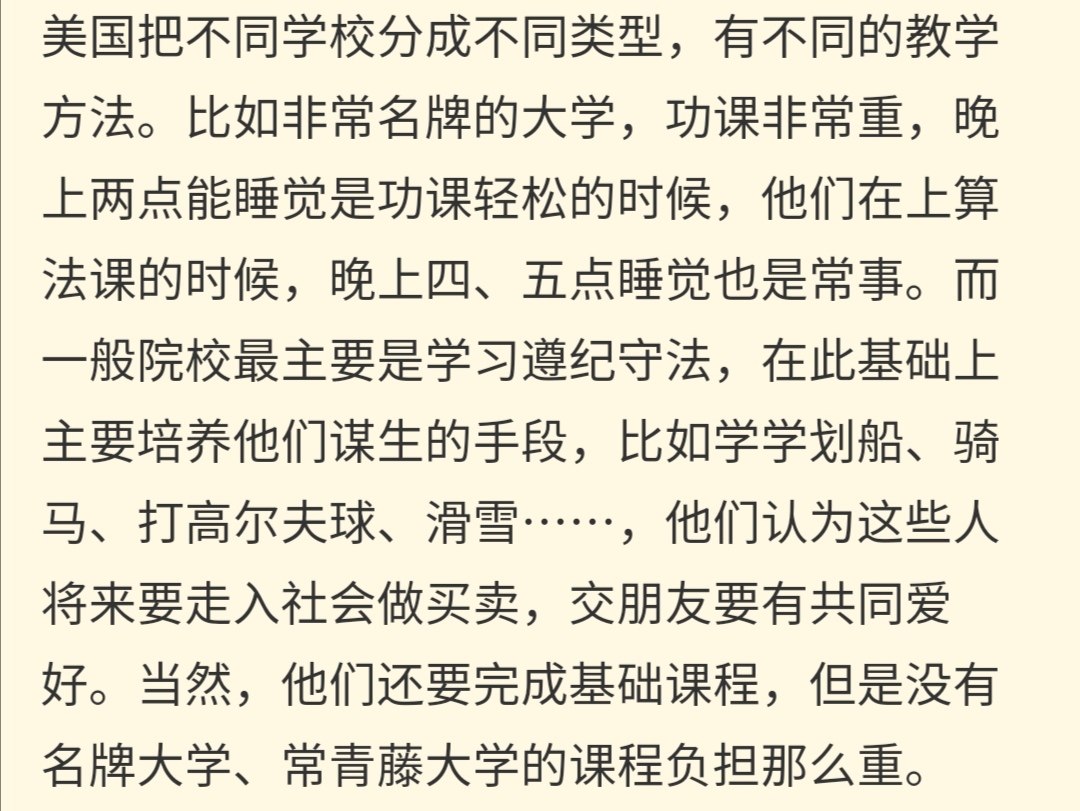 美国把不同学校分成不同类型，有不同的教学
方法。比如非常名牌的大学，功课非常重，晚
上两点能睡觉是功课轻松的时候，他们在上算
法课的时候，晚上四、五点睡觉也是常事。而
一般院校最主要是学习遵纪守法，在此基础上
主要培养他们谋生的手段，比如学学划船、骑
马、打高尔夫球、滑雪……，他们认为这些人
将来要走入社会做买卖，交朋友要有共同爱
好。当然，他们还要完成基础课程，但是没有
名牌大学、常青藤大学的课程负担那么重。